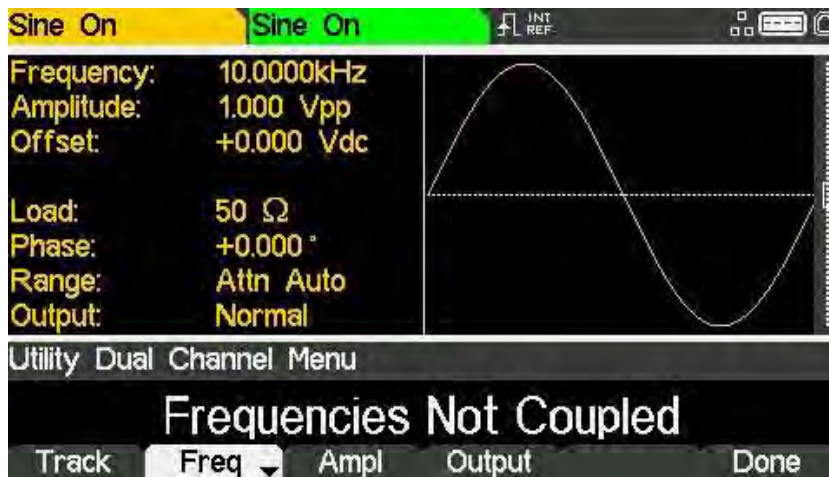 Sine On Sine On INT REF
Frequency: 10.0000kHz
Amplitude: 1.000 Vpp
Offset: +0.000 Vdc
Load: 50 Ω
Phase: +0.000 °
Range: Attn Auto
Output: Normal
Utility Dual Channel Menu
Frequencies Not Coupled
Track Freq Ampl Output Done